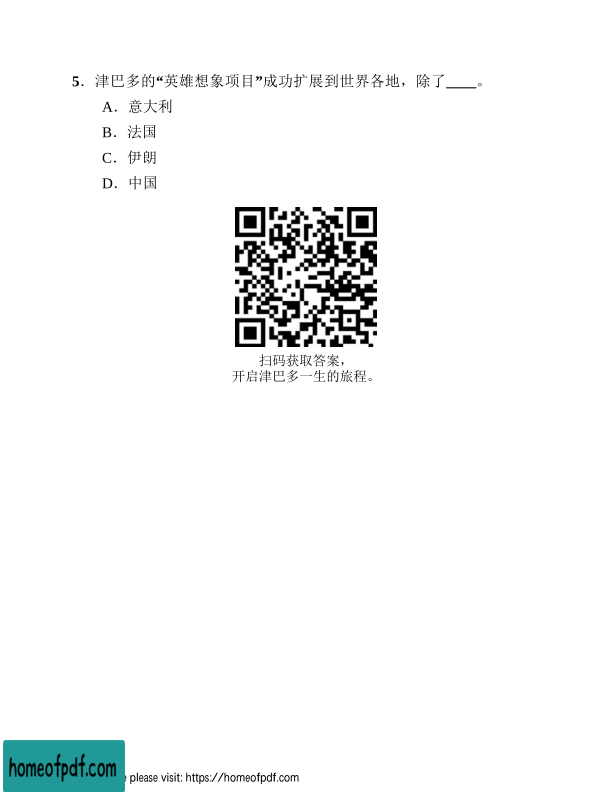 5．津巴多的“英雄想象项目”成功扩展到世界各地，除了____。
A．意大利
B．法国
C．伊朗
D．中国
扫码获取答案，
开启津巴多一生的旅程。
homeofpdf.com
e please visit: https://homeofpdf.com